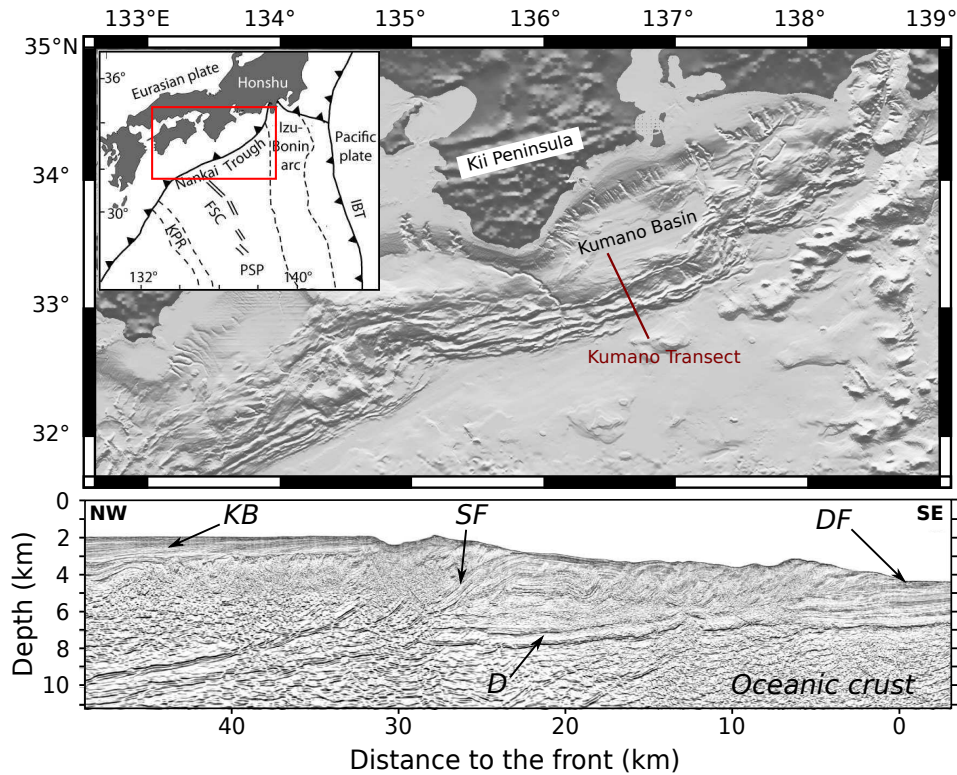 133°E 134° 135° 136° 137° 138° 139°
35°N
34°
33°
32°
36°
30°
132°
140°
Eurasian plate
Honshu
Izu-
Bonin
arc
Pacific
plate
Nankai Trough
IBT
FSC
KPR
PSP
Kii Peninsula
Kumano Basin
Kumano Transect
0
2
4
6
8
10
Depth (km)
NW
KB
SF
DF
SE
D
Oceanic crust
40 30 20 10 0
Distance to the front (km)